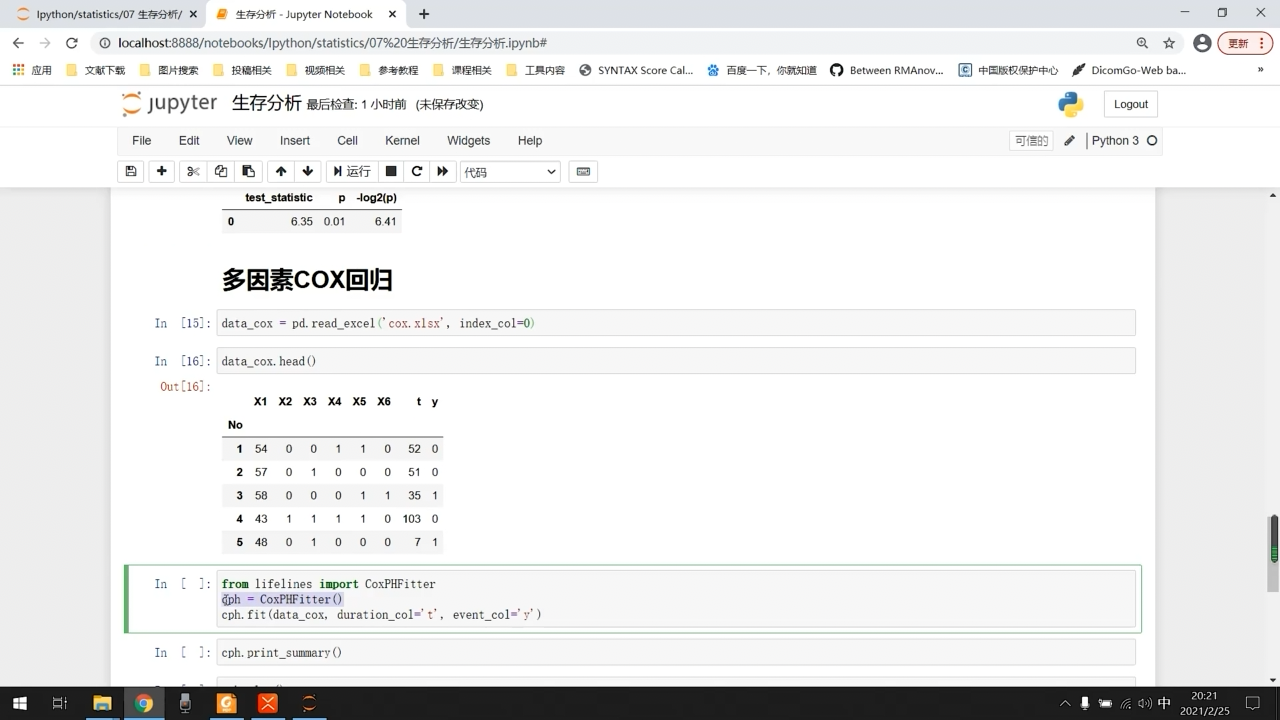 Ipython/statistics/07 生存分析/
生存分析 - Jupyter Notebook
localhost:8888/notebooks/Ipython/statistics/07%20生存分析/生存分析.ipynb#
更新
应用 文献下载 图片搜索 投稿相关 视频相关 参考教程 课程相关 工具内容 SYNTAX Score Cal... 百度一下，你就知道 Between RMAnov... 中国版权保护中心 DicomGo-Web ba... »
jupyter 生存分析 最后检查: 1 小时前 (未保存改变) Logout
File Edit View Insert Cell Kernel Widgets Help 可信的 Python 3
运行 代码
test_statistic p -log2(p)
0 6.35 0.01 6.41
多因素COX回归
In [15]: data_cox = pd.read_excel('cox.xlsx', index_col=0)
In [16]: data_cox.head()
Out[16]:
X1 X2 X3 X4 X5 X6 t y
No
1 54 0 0 1 1 0 52 0
2 57 0 1 0 0 0 51 0
3 58 0 0 0 1 1 35 1
4 43 1 1 1 1 0 103 0
5 48 0 1 0 0 0 7 1
In [ ]: from lifelines import CoxPHFitter
cph = CoxPHFitter()
cph.fit(data_cox, duration_col='t', event_col='y')
In [ ]: cph.print_summary()
中 20:21
2021/2/25